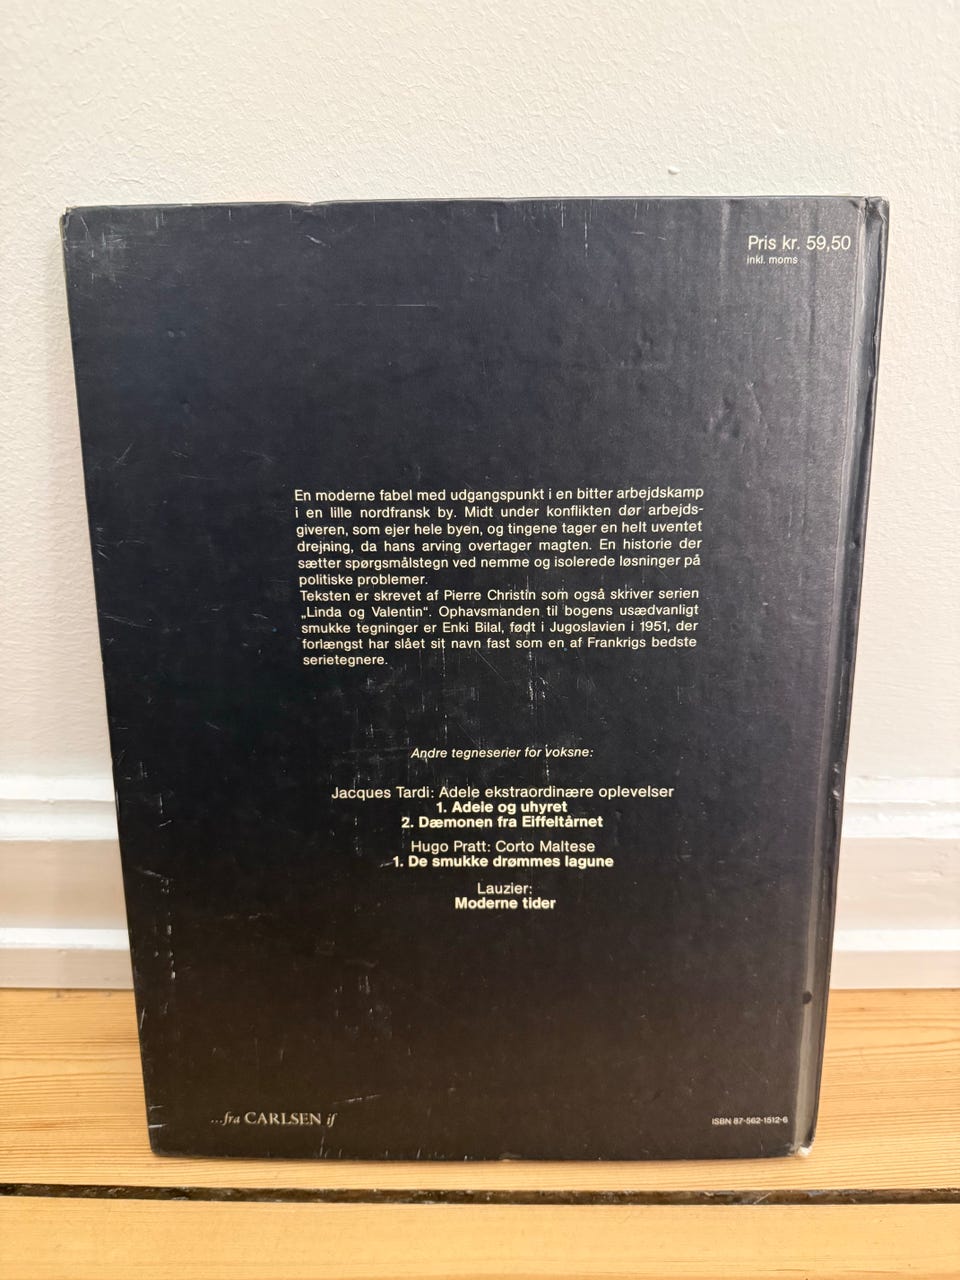 Pris kr. 59,50
inkl. moms
En moderne fabel med udgangspunkt i en bitter arbejdskamp
i en lille nordfransk by. Midt under konflikten dør arbejds-
giveren, som ejer hele byen, og tingene tager en helt uventet
drejning, da hans arving overtager magten. En historie der
sætter spørgsmålstegn ved nemme og isolerede løsninger på
politiske problemer.
Teksten er skrevet af Pierre Christin som også skriver serien
„Linda og Valentin“. Ophavsmanden til bogens usædvanligt
smukke tegninger er Enki Bilal, født i Jugoslavien i 1951, der
forlængst har slået sit navn fast som en af Frankrigs bedste
serietegnere.
Andre tegneserier for voksne:
Jacques Tardi: Adele ekstraordinære oplevelser
1. Adele og uhyret
2. Dæmonen fra Eiffeltårnet
Hugo Pratt: Corto Maltese
1. De smukke drømmes lagune
Lauzier:
Moderne tider
...fra CARLSEN if
ISBN 87-562-1512-6